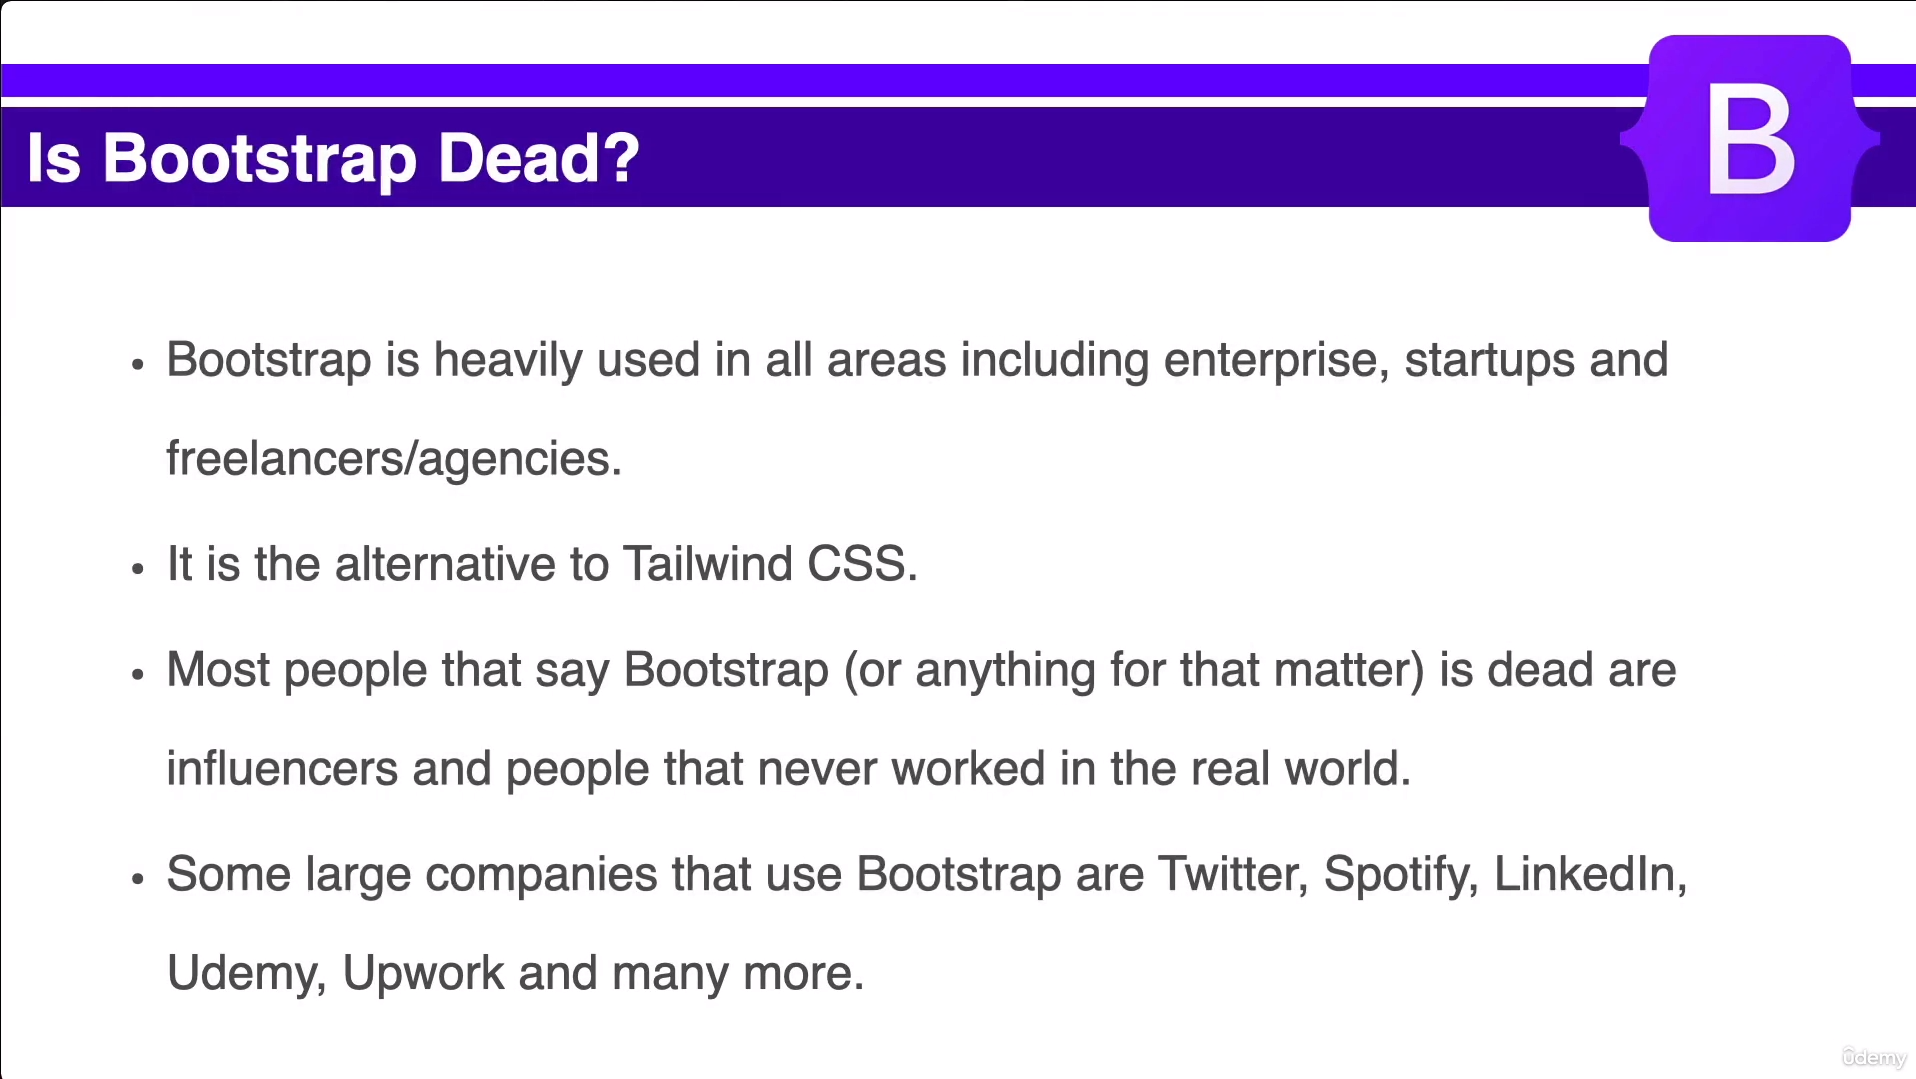 Is Bootstrap Dead?
B
• Bootstrap is heavily used in all areas including enterprise, startups and
freelancers/agencies.
• It is the alternative to Tailwind CSS.
• Most people that say Bootstrap (or anything for that matter) is dead are
influencers and people that never worked in the real world.
• Some large companies that use Bootstrap are Twitter, Spotify, LinkedIn,
Udemy, Upwork and many more.
ûdemy